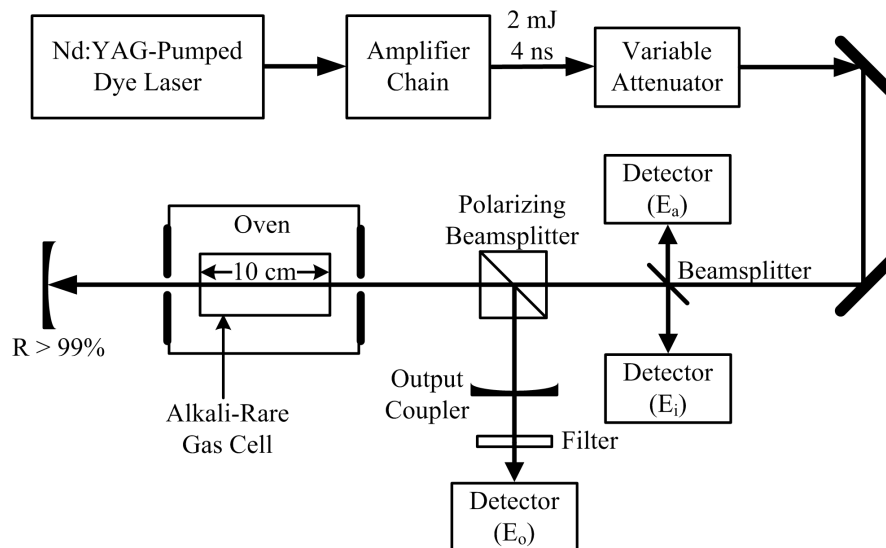 Nd:YAG-Pumped
Dye Laser
Amplifier
Chain
2 mJ
4 ns
Variable
Attenuator
Detector
(Eₐ)
Polarizing
Beamsplitter
Beamsplitter
Oven
10 cm
R > 99%
Alkali-Rare
Gas Cell
Output
Coupler
Filter
Detector
(Eᵢ)
Detector
(Eₒ)